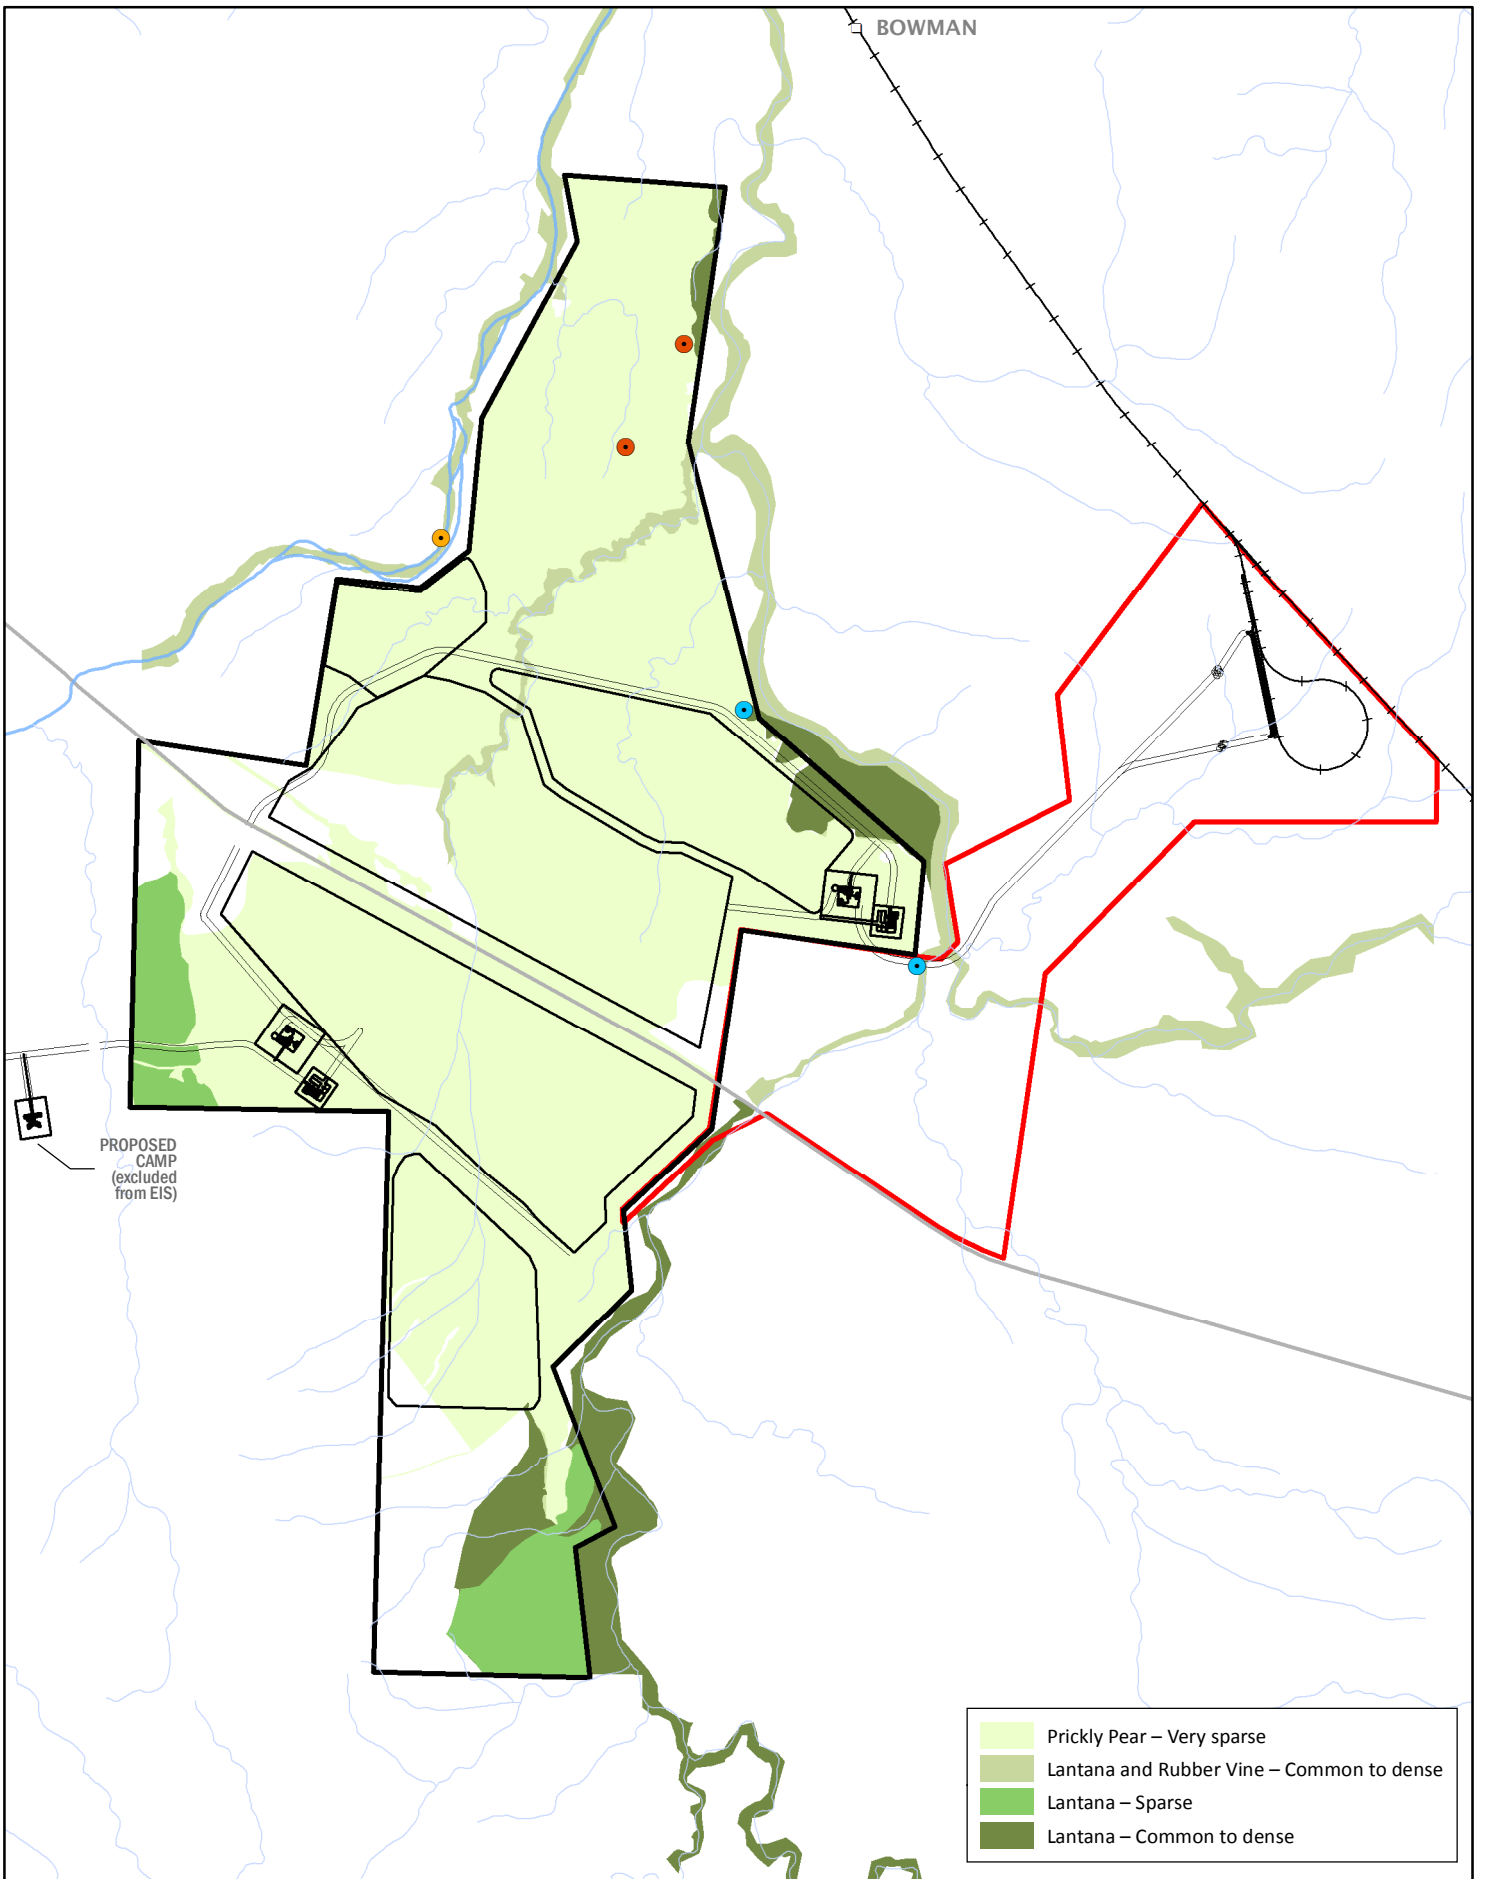 BOWMAN
PROPOSED
CAMP
(excluded
from EIS)
Prickly Pear – Very sparse
Lantana and Rubber Vine – Common to dense
Lantana – Sparse
Lantana – Common to dense